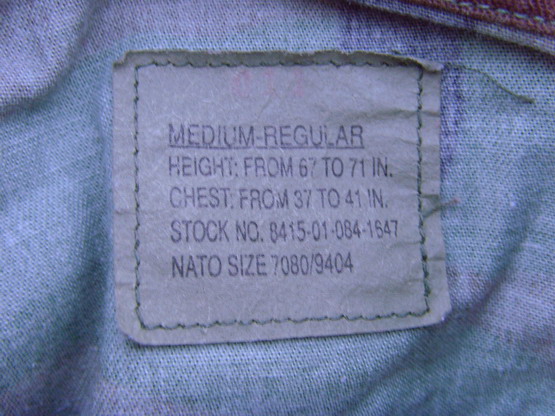 MEDIUM-REGULAR
HEIGHT: FROM 67 TO 71 IN.
CHEST: FROM 37 TO 41 IN.
STOCK NO. 8415-01-084-1647
NATO SIZE 7080/9404